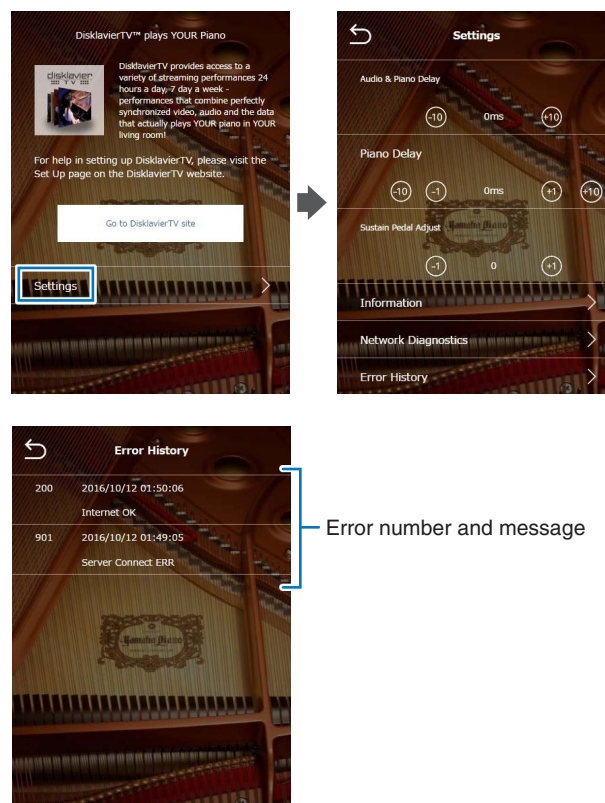 DisklavierTV™ plays YOUR Piano
disklavier
TV
DisklavierTV provides access to a
variety of streaming performances 24
hours a day, 7 day a week -
performances that combine perfectly
synchronized video, audio and the data
that actually plays YOUR piano in YOUR
living room!
For help in setting up DisklavierTV, please visit the
Set Up page on the DisklavierTV website.
Go to DisklavierTV site
Settings
Settings
Audio & Piano Delay
-10 0ms +10
Piano Delay
-10 -1 0ms +1 +10
Yamaha Piano
Sustain Pedal Adjust
-1 0 +1
Information
Network Diagnostics
Error History
Error History
200 2016/10/12 01:50:06
Internet OK
901 2016/10/12 01:49:05
Server Connect ERR
Yamaha Piano
Error number and message